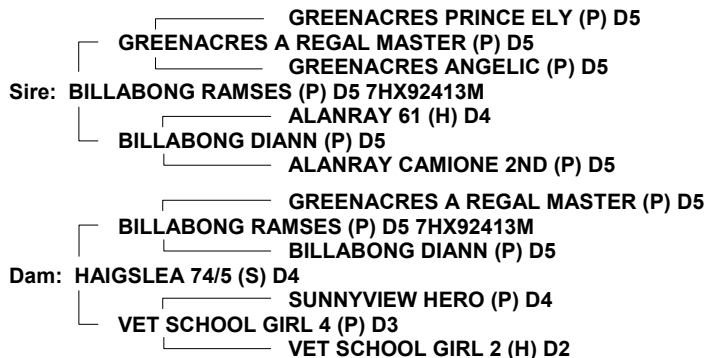 GREENACRES PRINCE ELY (P) D5
GREENACRES A REGAL MASTER (P) D5
GREENACRES ANGELIC (P) D5
Sire: BILLABONG RAMSES (P) D5 7HX92413M
ALANRAY 61 (H) D4
BILLABONG DIANN (P) D5
ALANRAY CAMIONE 2ND (P) D5
GREENACRES A REGAL MASTER (P) D5
BILLABONG RAMSES (P) D5 7HX92413M
BILLABONG DIANN (P) D5
Dam: HAIGSLEA 74/5 (S) D4
SUNNYVIEW HERO (P) D4
VET SCHOOL GIRL 4 (P) D3
VET SCHOOL GIRL 2 (H) D2